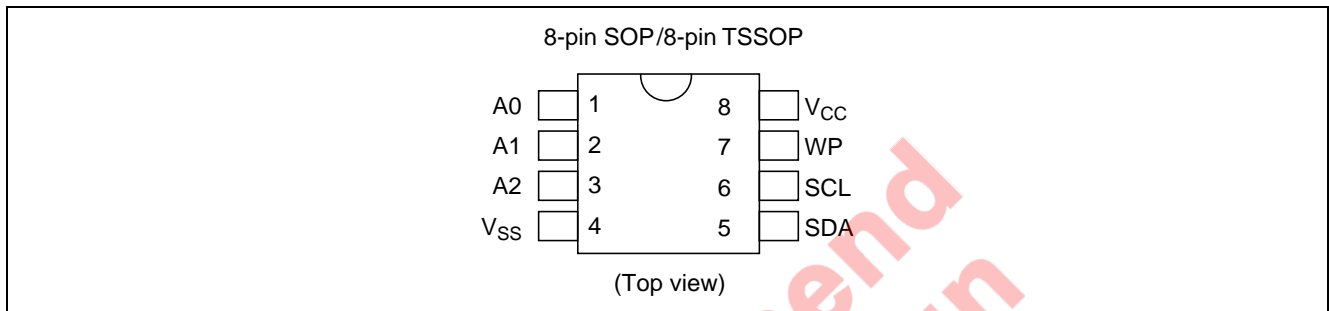 8-pin SOP/8-pin TSSOP
A0 1 8 VCC
A1 2 7 WP
A2 3 6 SCL
VSS 4 5 SDA
(Top view)